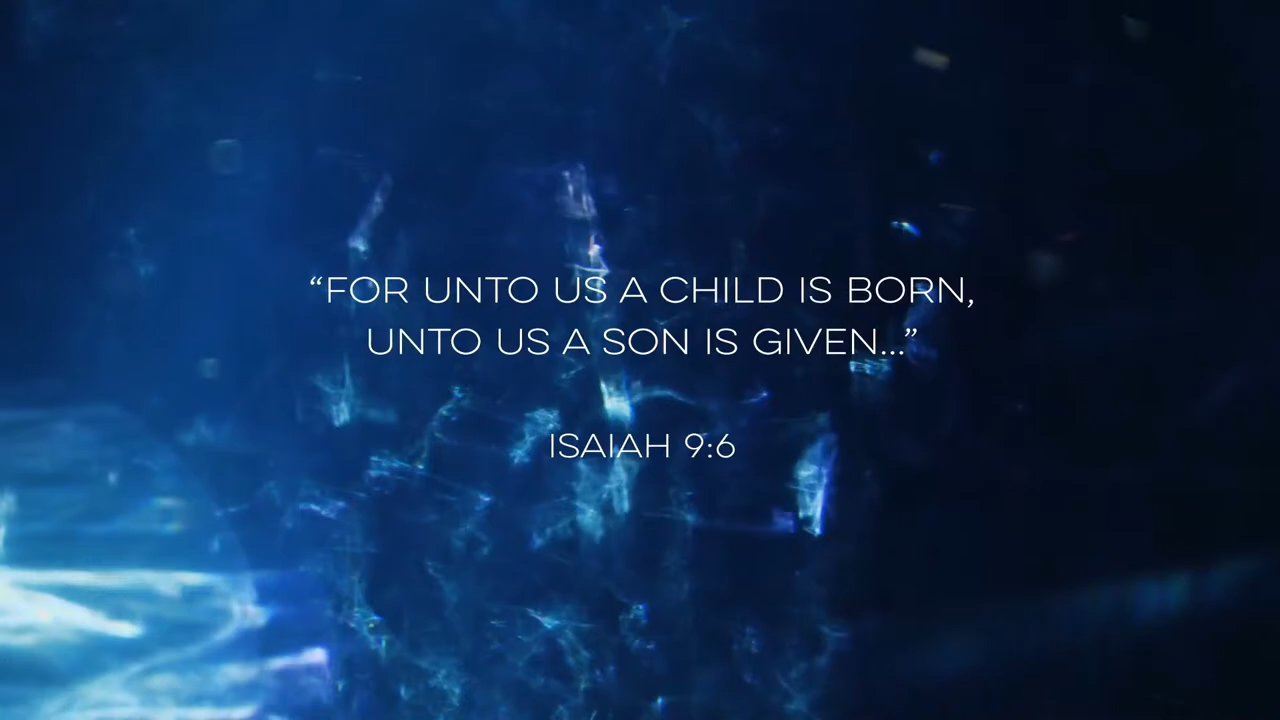 “FOR UNTO US A CHILD IS BORN,
UNTO US A SON IS GIVEN...”
ISAIAH 9:6